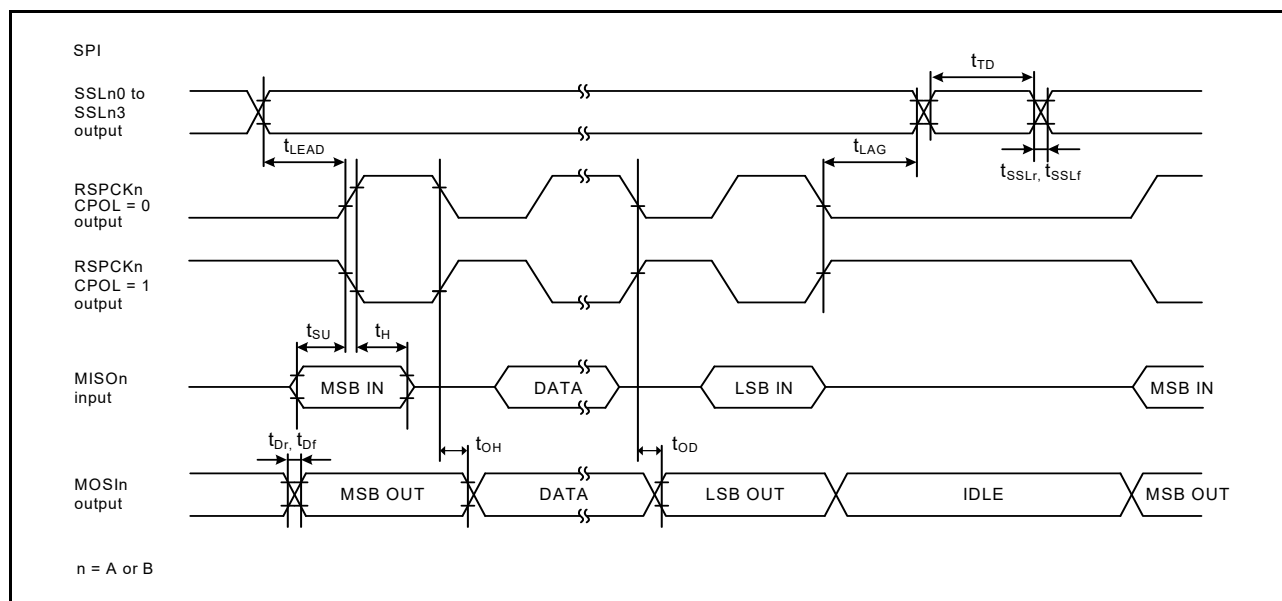 SPI
SSLn0 to
SSLn3
output
tTD
tLEAD
tLAG
tSSLr, tSSLf
RSPCKn
CPOL = 0
output
RSPCKn
CPOL = 1
output
tSU
tH
MISOn
input
MSB IN
DATA
LSB IN
MSB IN
tDr, tDf
tOH
tOD
MOSIn
output
MSB OUT
DATA
LSB OUT
IDLE
MSB OUT
n = A or B